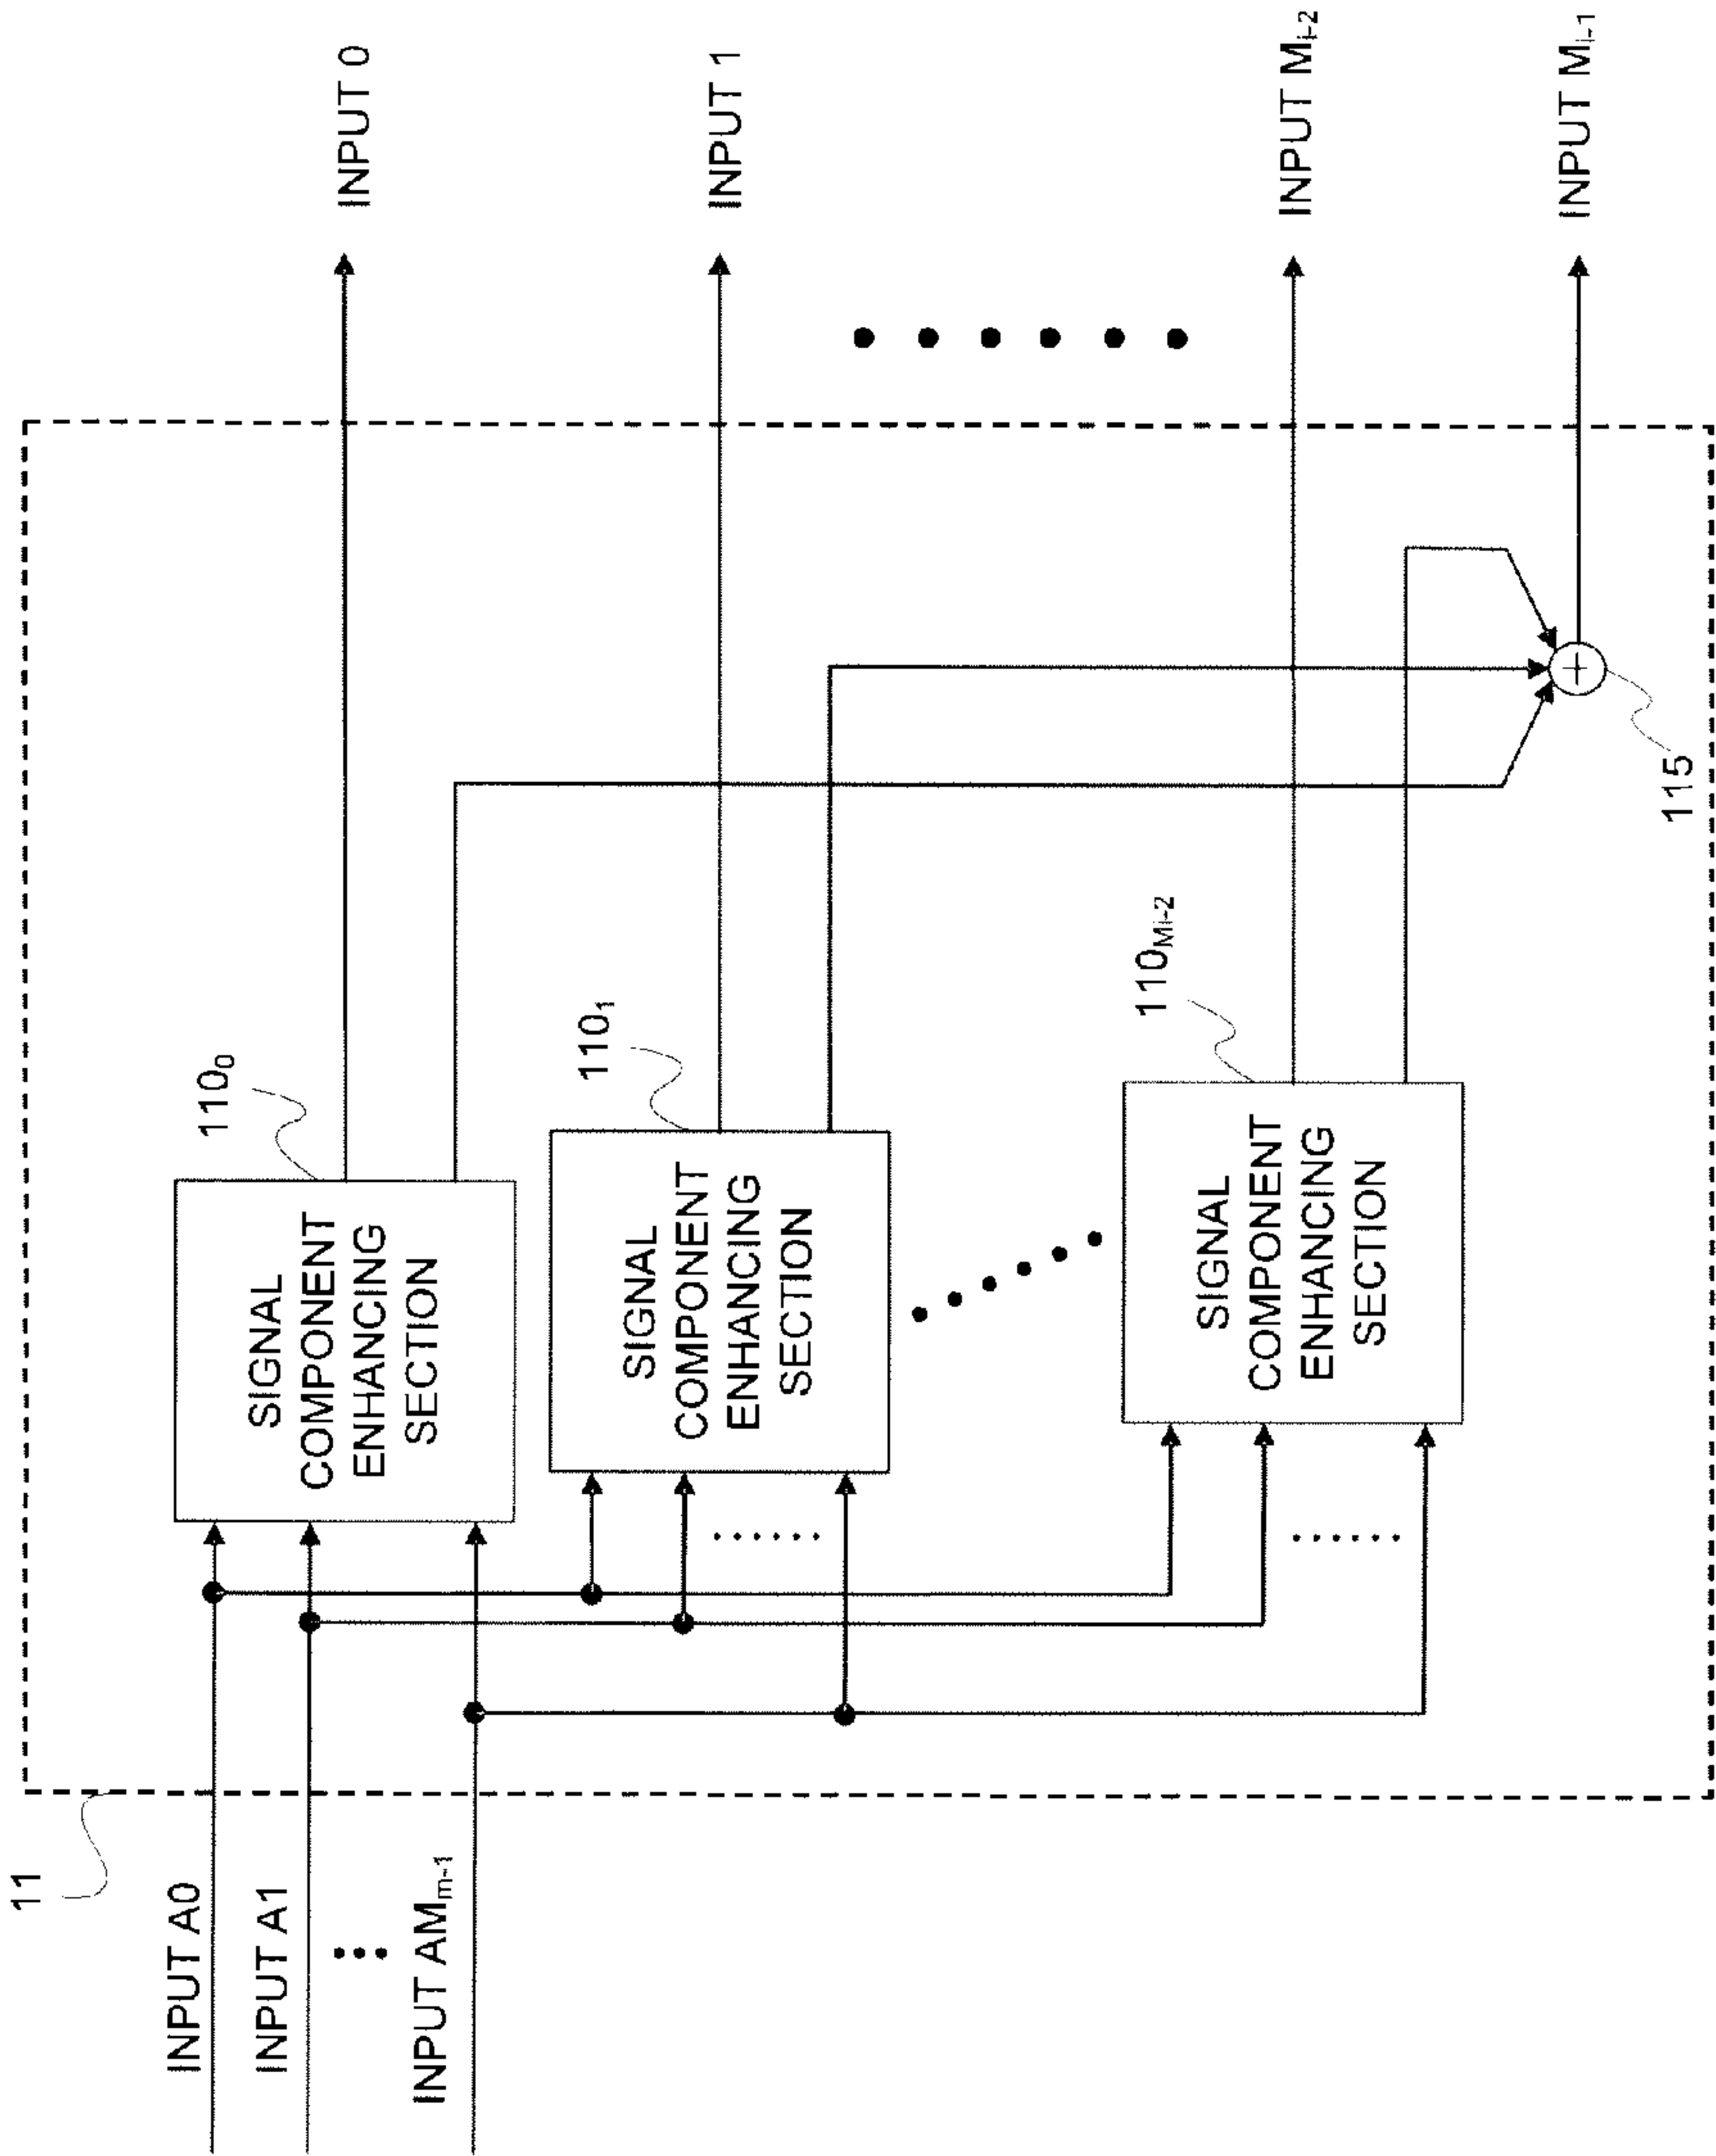 11
INPUT A0
INPUT A1
INPUT AMm-1
SIGNAL
COMPONENT
ENHANCING
SECTION
110₀
SIGNAL
COMPONENT
ENHANCING
SECTION
110₁
SIGNAL
COMPONENT
ENHANCING
SECTION
110Mi-2
+
115
INPUT 0
INPUT 1
INPUT Mi-2
INPUT Mi-1